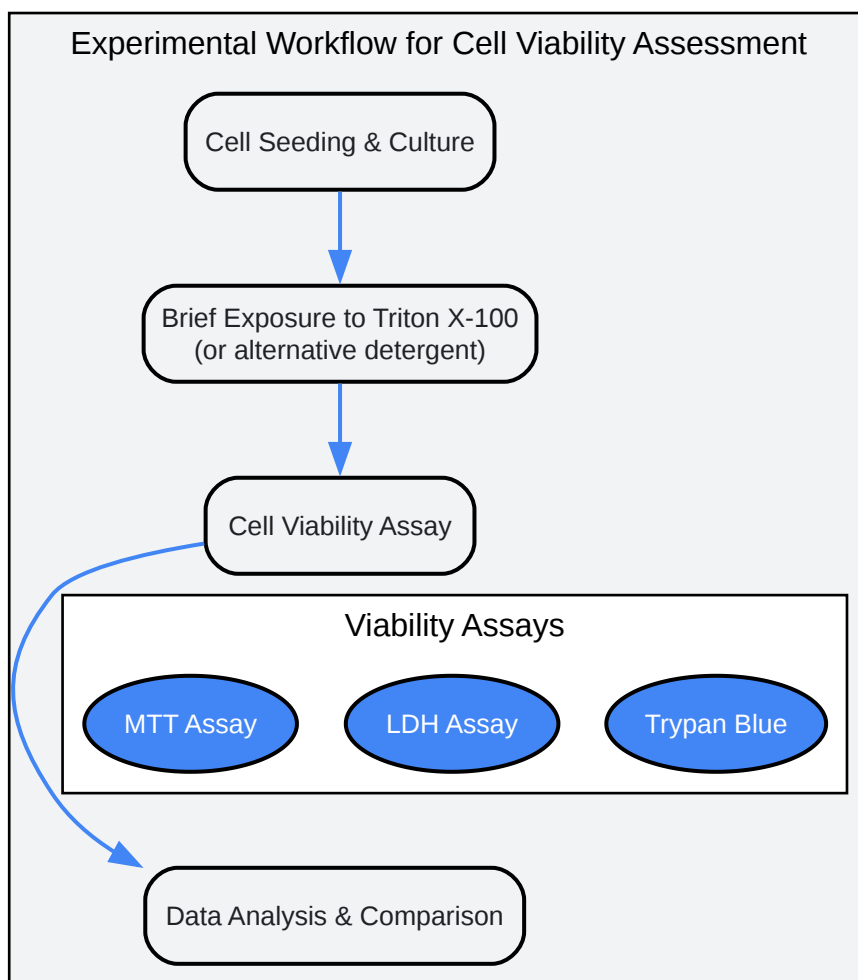 Experimental Workflow for Cell Viability Assessment
Cell Seeding & Culture
Brief Exposure to Triton X-100
(or alternative detergent)
Cell Viability Assay
Viability Assays
MTT Assay
LDH Assay
Trypan Blue
Data Analysis & Comparison